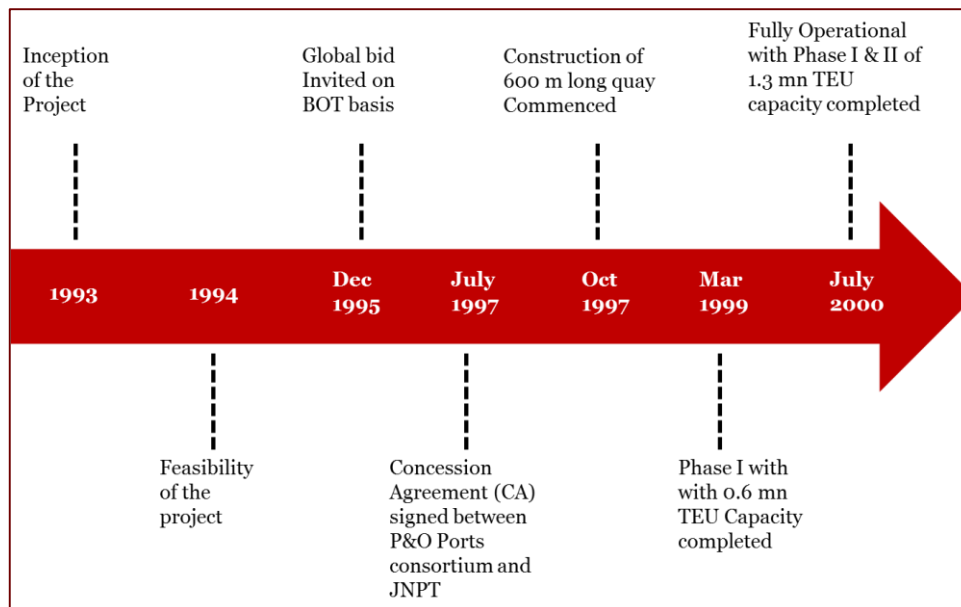 Inception
of the
Project
Global bid
Invited on
BOT basis
Construction of
600 m long quay
Commenced
Fully Operational
with Phase I & II of
1.3 mn TEU
capacity completed
1993
1994
Dec
1995
July
1997
Oct
1997
Mar
1999
July
2000
Feasibility
of the
project
Concession
Agreement (CA)
signed between
P&O Ports
consortium and
JNPT
Phase I with
with 0.6 mn
TEU Capacity
completed